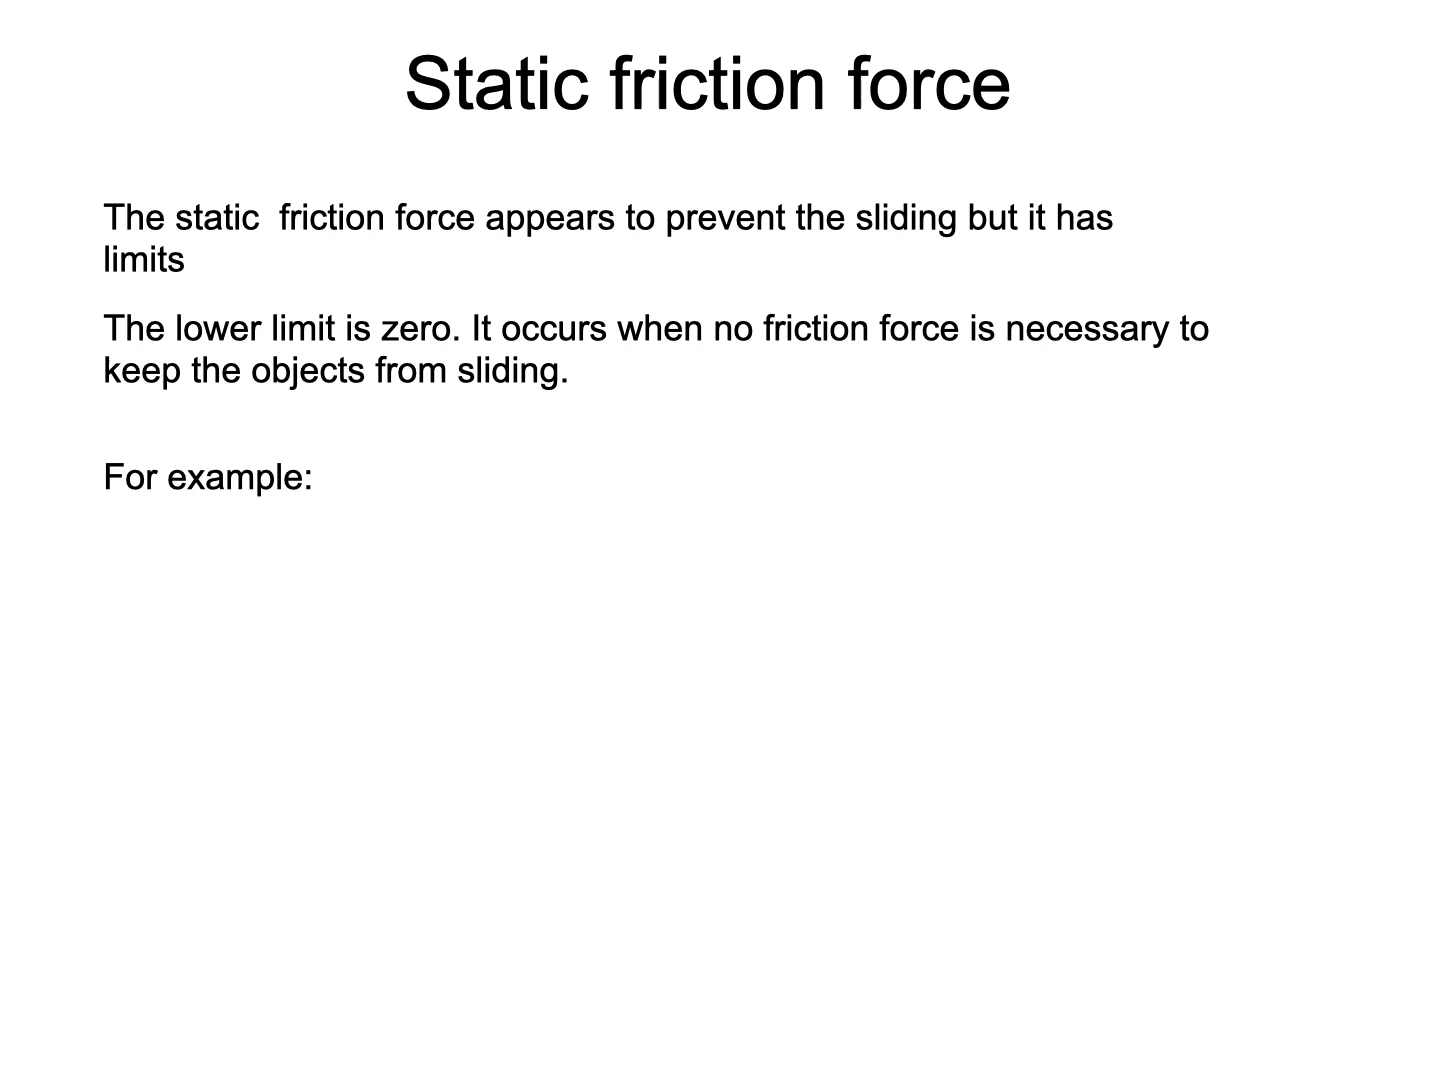 Static friction force
The static  friction force appears to prevent the sliding but it has
limits
The lower limit is zero. It occurs when no friction force is necessary to
keep the objects from sliding.
For example: